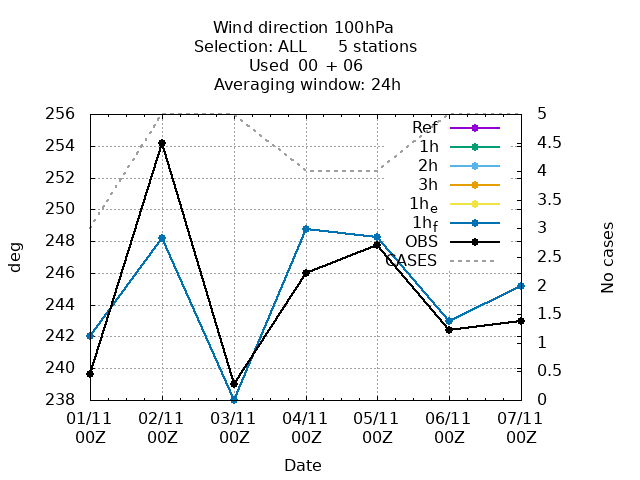 Wind direction 100hPa
Selection: ALL 5 stations
Used 00 + 06
Averaging window: 24h
256
254
252
250
248
246
244
242
240
238
deg
5
4.5
4
3.5
3
2.5
2
1.5
1
0.5
0
No cases
Ref
1h
2h
3h
1he
1hf
OBS
CASES
01/11 02/11 03/11 04/11 05/11 06/11 07/11
00Z 00Z 00Z 00Z 00Z 00Z 00Z
Date